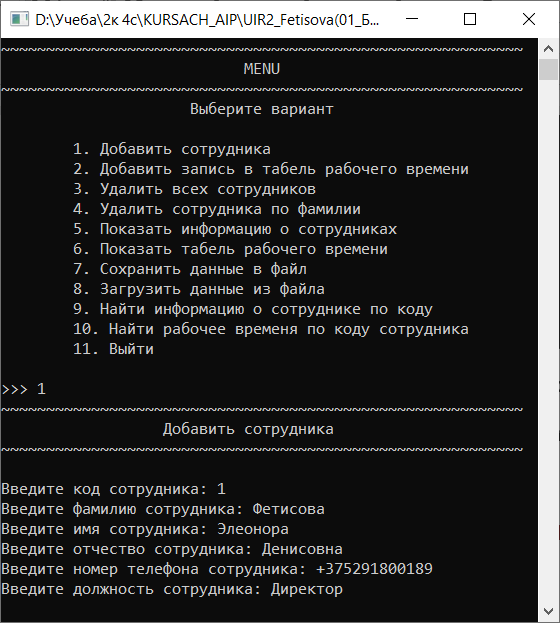 D:\Учеба\2к 4с\KURSACH_AIP\UIR2_Fetisova(01_Б...
~~~~~~~~~~~~~~~~~~~~~~~~~~~~~~~~~~~~~~~~~~~~~~~~~~~~~~~~~~
MENU
~~~~~~~~~~~~~~~~~~~~~~~~~~~~~~~~~~~~~~~~~~~~~~~~~~~~~~~~~~
Выберите вариант
1. Добавить сотрудника
2. Добавить запись в табель рабочего времени
3. Удалить всех сотрудников
4. Удалить сотрудника по фамилии
5. Показать информацию о сотрудниках
6. Показать табель рабочего времени
7. Сохранить данные в файл
8. Загрузить данные из файла
9. Найти информацию о сотруднике по коду
10. Найти рабочее временя по коду сотрудника
11. Выйти
>>> 1
~~~~~~~~~~~~~~~~~~~~~~~~~~~~~~~~~~~~~~~~~~~~~~~~~~~~~~~~~~
Добавить сотрудника
~~~~~~~~~~~~~~~~~~~~~~~~~~~~~~~~~~~~~~~~~~~~~~~~~~~~~~~~~~
Введите код сотрудника: 1
Введите фамилию сотрудника: Фетисова
Введите имя сотрудника: Элеонора
Введите отчество сотрудника: Денисовна
Введите номер телефона сотрудника: +375291800189
Введите должность сотрудника: Директор